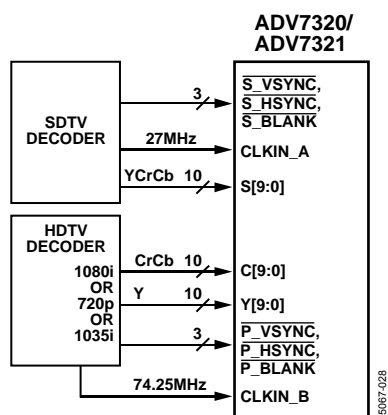 ADV7320/
ADV7321
SDTV
DECODER
3
S_VSYNC,
S_HSYNC,
S_BLANK
27MHz
CLKIN_A
YCrCb 10
S[9:0]
HDTV
DECODER
1080i
OR
720p
OR
1035i
CrCb 10
C[9:0]
Y 10
Y[9:0]
3
P_VSYNC,
P_HSYNC,
P_BLANK
74.25MHz
CLKIN_B
5067-028